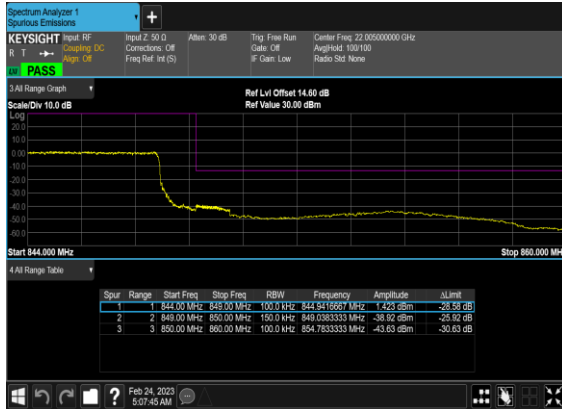 Spectrum Analyzer 1
Spurious Emissions
+
KEYSIGHT Input: RF Input Z: 50 Ω Atten: 30 dB Trig: Free Run Center Freq: 22.005000000 GHz
R T Coupling: DC Corrections: Off Gate: Off Avg|Hold: 100/100
Align: Off Freq Ref: Int (S) IF Gain: Low Radio Std: None
LU PASS
3 All Range Graph
Ref Lvl Offset 14.60 dB
Scale/Div 10.0 dB Ref Value 30.00 dBm
Log
20.0
10.0
0.00
-10.0
-20.0
-30.0
-40.0
-50.0
-60.0
Start 844.000 MHz Stop 860.000 MH
4 All Range Table
Spur Range Start Freq Stop Freq RBW Frequency Amplitude ΔLimit
1 1 844.00 MHz 849.00 MHz 100.0 kHz 844.9416667 MHz 1.423 dBm -28.58 dB
2 2 849.00 MHz 850.00 MHz 150.0 kHz 849.0383333 MHz -38.92 dBm -25.92 dB
3 3 850.00 MHz 860.00 MHz 100.0 kHz 854.7833333 MHz -43.63 dBm -30.63 dB
? Feb 24, 2023
5:07:45 AM